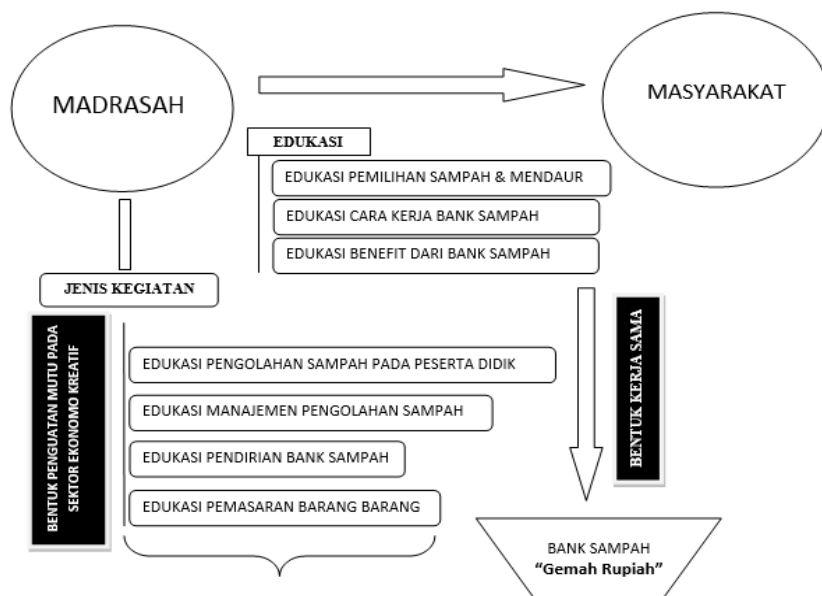 MADRASAH
MASYARAKAT
EDUKASI
EDUKASI PEMILIHAN SAMPAH & MENDAUR
EDUKASI CARA KERJA BANK SAMPAH
EDUKASI BENEFIT DARI BANK SAMPAH
JENIS KEGIATAN
BENTUK PENGUATAN MUTU PADA
SEKTOR EKONOMO KREATIF
EDUKASI PENGOLAHAN SAMPAH PADA PESERTA DIDIK
EDUKASI MANAJEMEN PENGOLAHAN SAMPAH
EDUKASI PENDIRIAN BANK SAMPAH
EDUKASI PEMASARAN BARANG BARANG
BENTUK KERJA SAMA
BANK SAMPAH
“Gemah Rupiah”